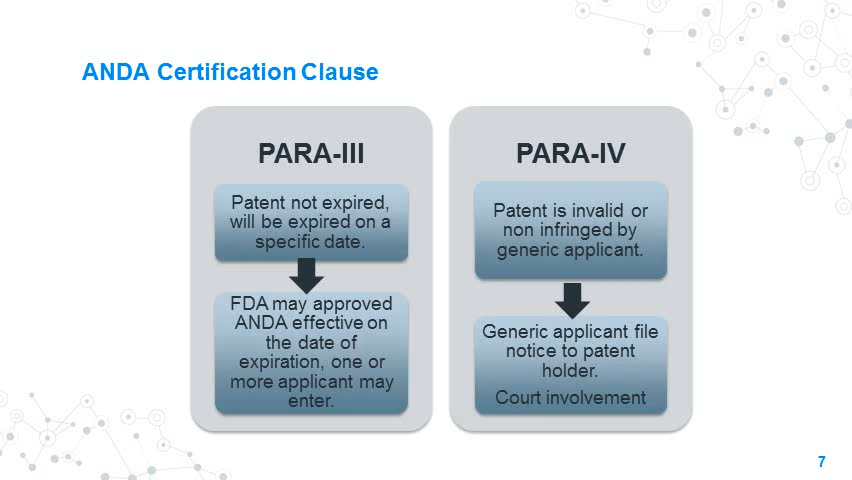 ANDA Certification Clause
PARA-III
Patent not expired,
will be expired on a
specific date.
FDA may approved
ANDA effective on
the date of
expiration, one or
more applicant may
enter.
PARA-IV
Patent is invalid or
non infringed by
generic applicant.
Generic applicant file
notice to patent
holder.
Court involvement
7